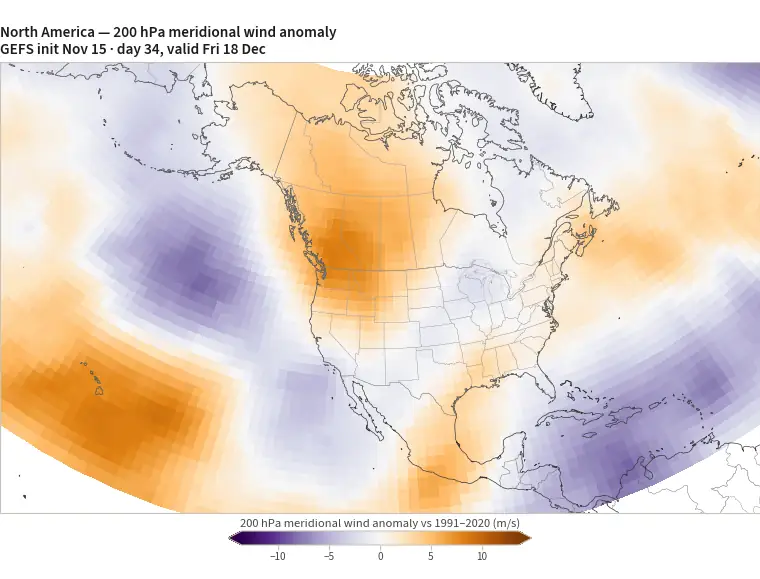 North America — 200 hPa meridional wind anomaly
GEFS init Nov 15 · day 34, valid Fri 18 Dec
200 hPa meridional wind anomaly vs 1991–2020 (m/s)
−10 −5 0 5 10